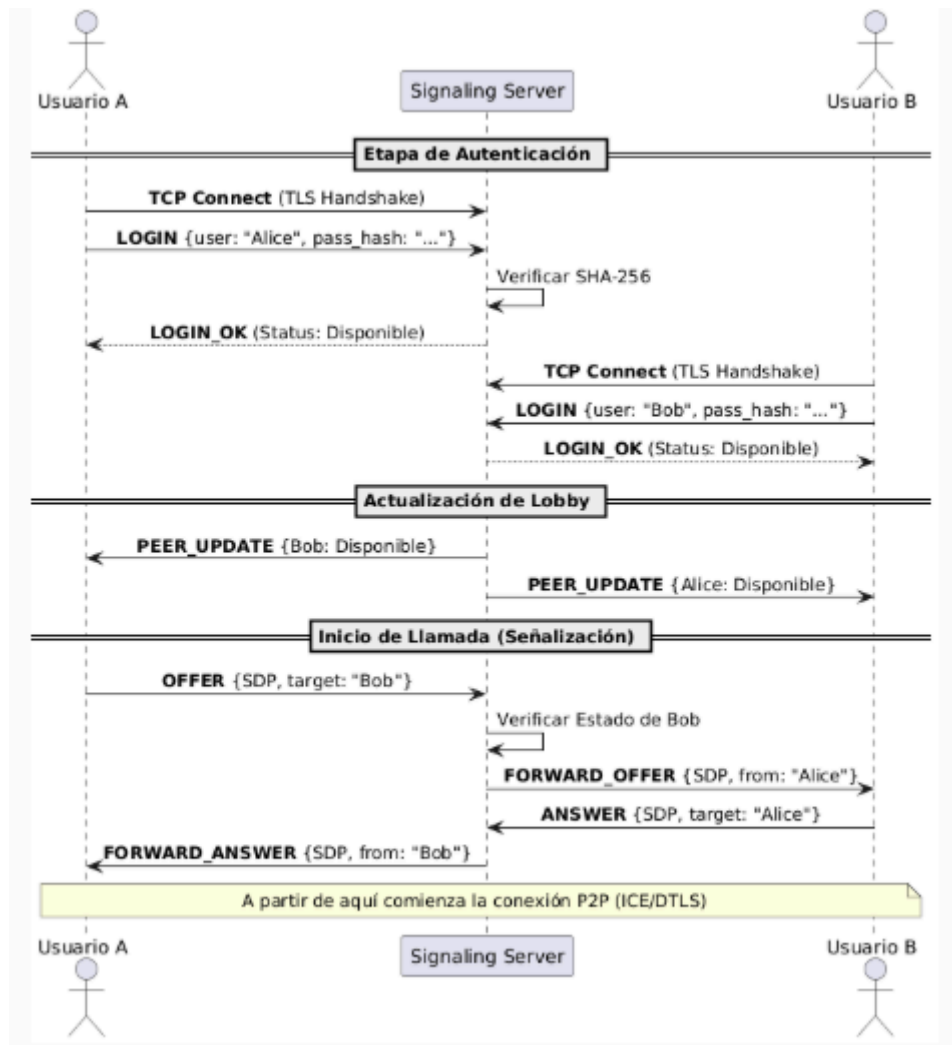 Usuario A
Signaling Server
Usuario B
Etapa de Autenticación
TCP Connect (TLS Handshake)
LOGIN {user: "Alice", pass_hash: "..."}
Verificar SHA-256
LOGIN_OK (Status: Disponible)
TCP Connect (TLS Handshake)
LOGIN {user: "Bob", pass_hash: "..."}
LOGIN_OK (Status: Disponible)
Actualización de Lobby
PEER_UPDATE {Bob: Disponible}
PEER_UPDATE {Alice: Disponible}
Inicio de Llamada (Señalización)
OFFER {SDP, target: "Bob"}
Verificar Estado de Bob
FORWARD_OFFER {SDP, from: "Alice"}
ANSWER {SDP, target: "Alice"}
FORWARD_ANSWER {SDP, from: "Bob"}
A partir de aquí comienza la conexión P2P (ICE/DTLS)
Usuario A
Signaling Server
Usuario B